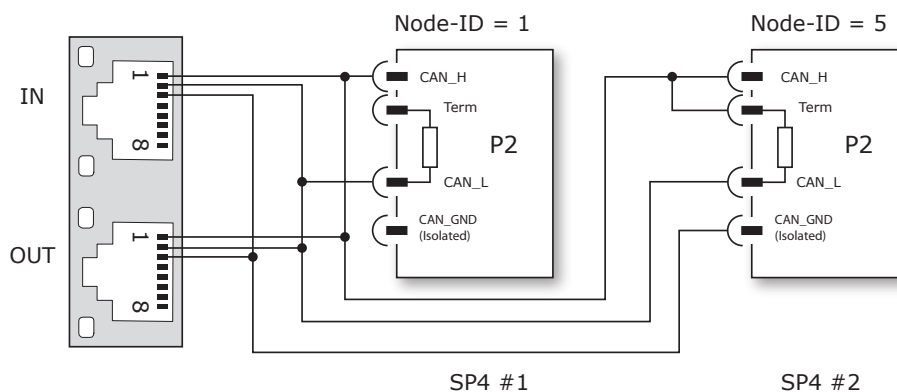 Node-ID = 1
Node-ID = 5
IN
1
8
CAN_H
Term
P2
CAN_L
CAN_GND
(Isolated)
CAN_H
Term
P2
CAN_L
CAN_GND
(Isolated)
OUT
1
8
SP4 #1
SP4 #2